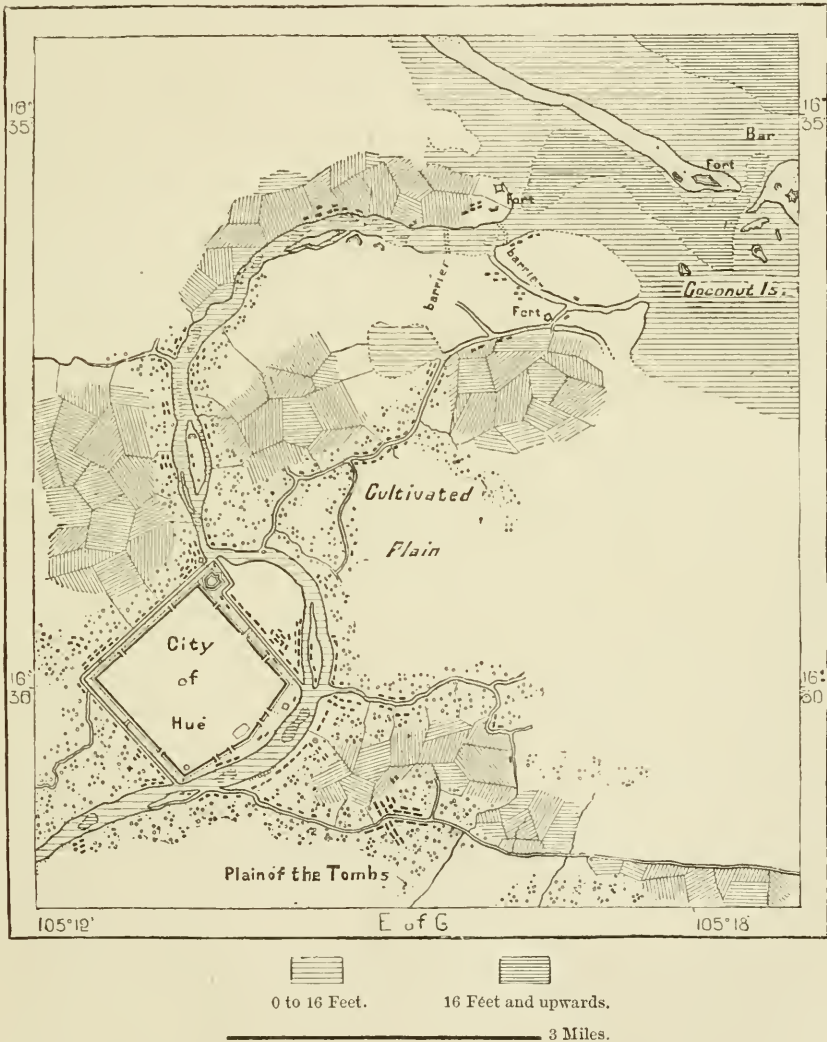 16°
35'
16°
35'
Bar
Fort
Fort
barrier
barrier
Coconut Is.
Fort
Cultivated
Plain
City
of
Hué
16°
30'
16°
30'
Plain of the Tombs
105°12'
E of G
105°18'
0 to 16 Feet.
16 Feet and upwards.
3 Miles.